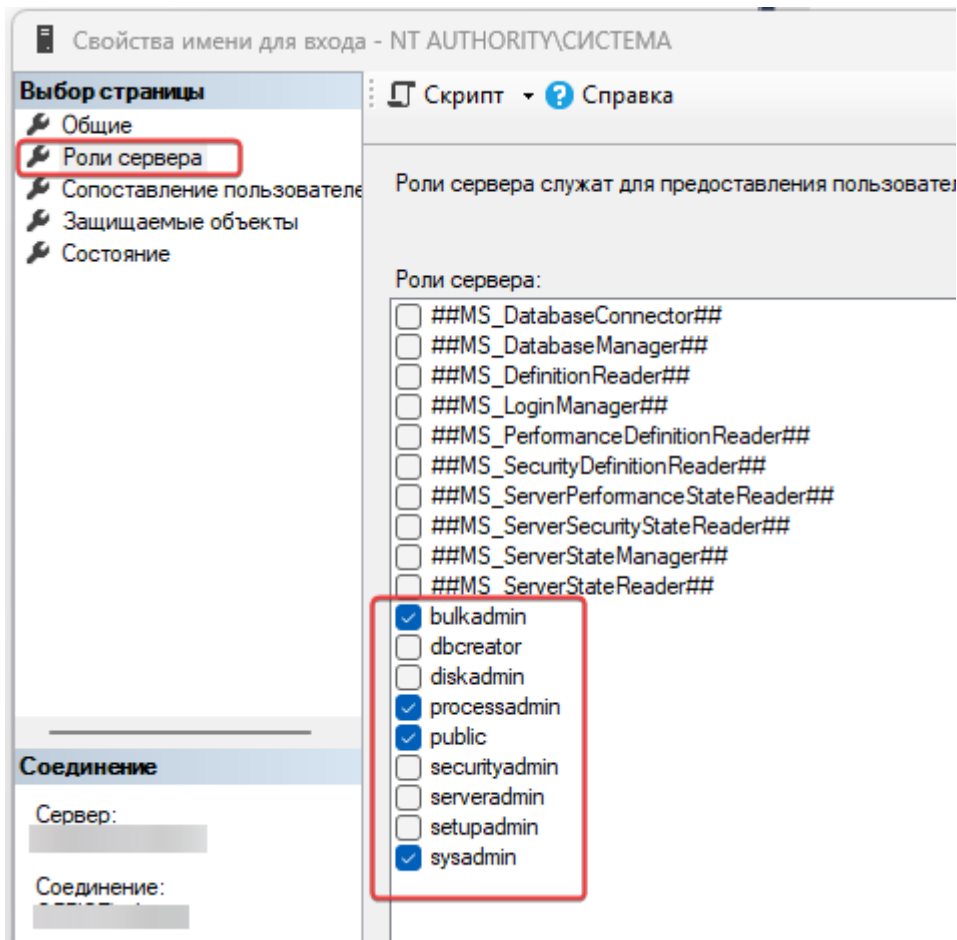 Свойства имени для входа - NT AUTHORITY\СИСТЕМА
Выбор страницы
Общие
Роли сервера
Сопоставление пользователе
Защищаемые объекты
Состояние
Скрипт
Справка
Роли сервера служат для предоставления пользовател
Роли сервера:
##MS_DatabaseConnector##
##MS_DatabaseManager##
##MS_DefinitionReader##
##MS_LoginManager##
##MS_PerformanceDefinitionReader##
##MS_SecurityDefinitionReader##
##MS_ServerPerformanceStateReader##
##MS_ServerSecurityStateReader##
##MS_ServerStateManager##
##MS_ServerStateReader##
bulkadmin
dbcreator
diskadmin
processadmin
public
securityadmin
serveradmin
setupadmin
sysadmin
Соединение
Сервер:
Соединение: